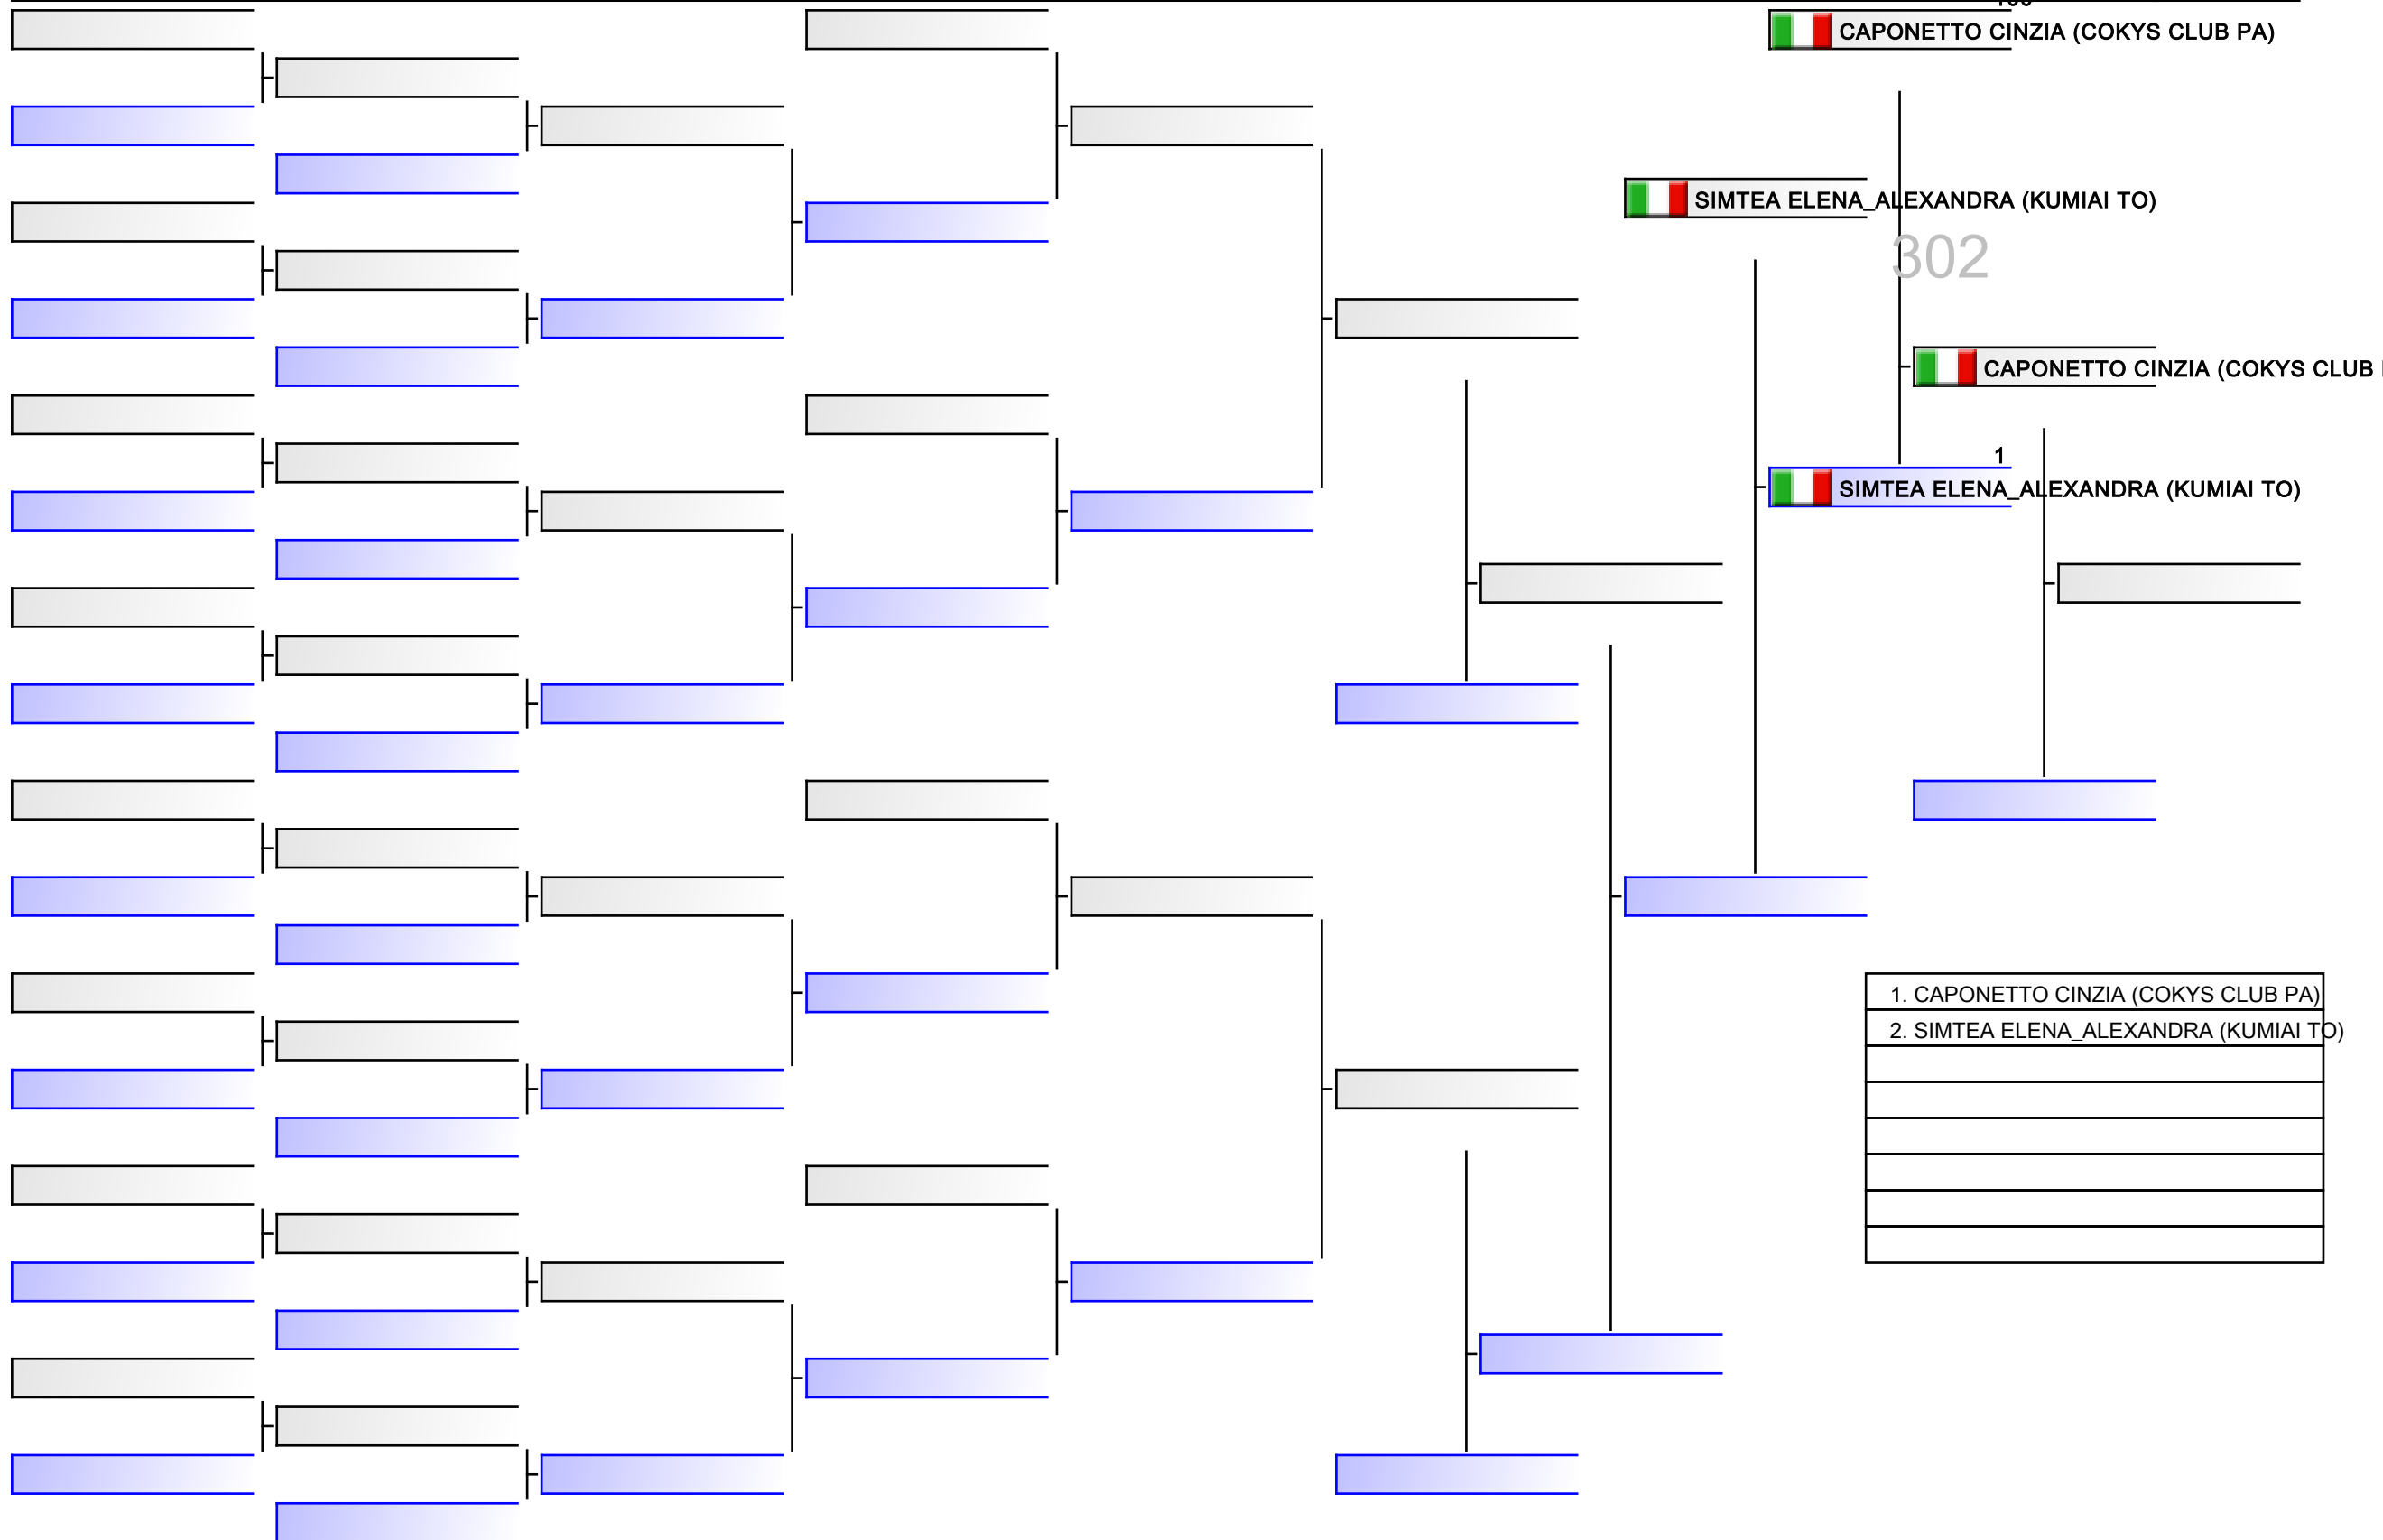 CAPONETTO CINZIA (COKYS CLUB PA)
SIMTEA ELENA_ALEXANDRA (KUMIAI TO)
302
CAPONETTO CINZIA (COKYS CLUB
1
SIMTEA ELENA_ALEXANDRA (KUMIAI TO)
1. CAPONETTO CINZIA (COKYS CLUB PA)
2. SIMTEA ELENA_ALEXANDRA (KUMIAI TO)